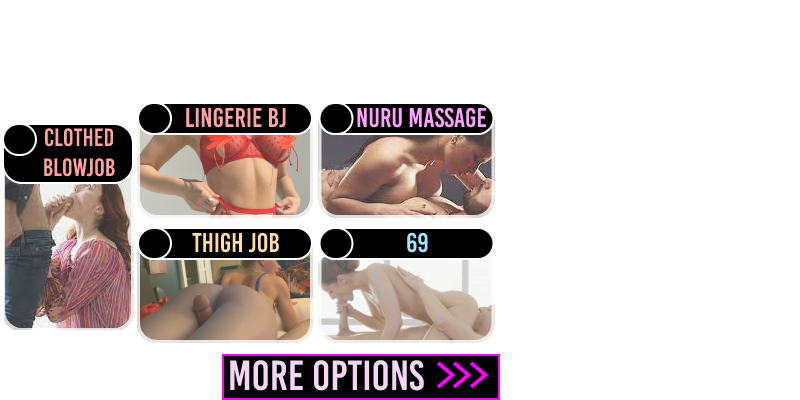 CLOTHED
BLOWJOB
LINGERIE BJ
NURU MASSAGE
THIGH JOB
69
MORE OPTIONS >>>